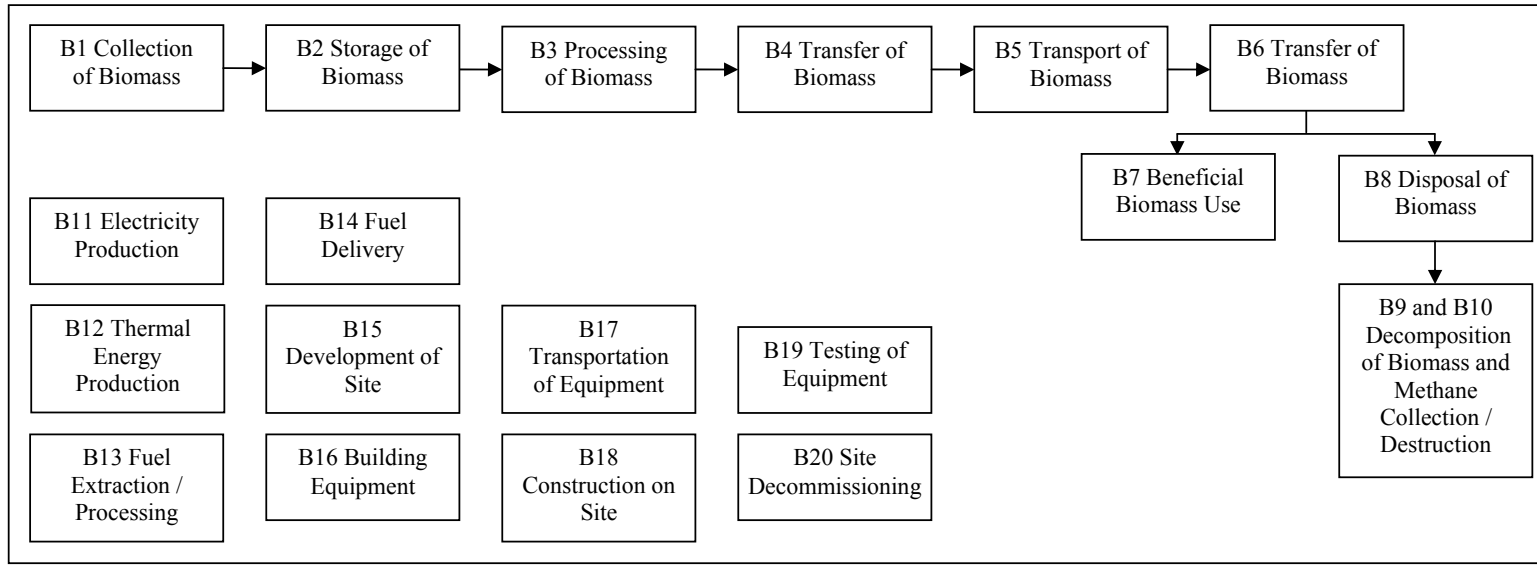 B1 Collection
of Biomass
B2 Storage of
Biomass
B3 Processing
of Biomass
B4 Transfer of
Biomass
B5 Transport of
Biomass
B6 Transfer of
Biomass
B7 Beneficial
Biomass Use
B8 Disposal of
Biomass
B11 Electricity
Production
B14 Fuel
Delivery
B9 and B10
Decomposition
of Biomass and
Methane
Collection /
Destruction
B12 Thermal
Energy
Production
B15
Development of
Site
B17
Transportation
of Equipment
B19 Testing of
Equipment
B13 Fuel
Extraction /
Processing
B16 Building
Equipment
B18
Construction on
Site
B20 Site
Decommissioning